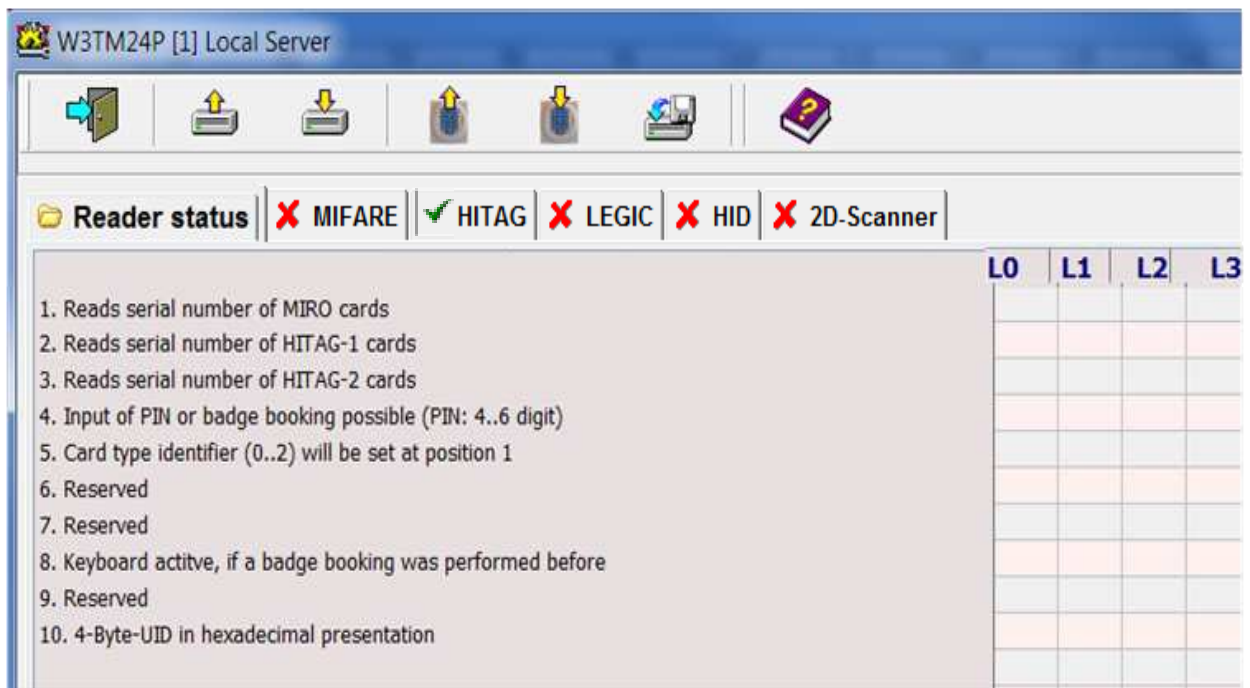 W3TM24P [1] Local Server
?
Reader status MIFARE HITAG LEGIC HID 2D-Scanner
L0 L1 L2 L3
1. Reads serial number of MIRO cards
2. Reads serial number of HITAG-1 cards
3. Reads serial number of HITAG-2 cards
4. Input of PIN or badge booking possible (PIN: 4..6 digit)
5. Card type identifier (0..2) will be set at position 1
6. Reserved
7. Reserved
8. Keyboard actitve, if a badge booking was performed before
9. Reserved
10. 4-Byte-UID in hexadecimal presentation